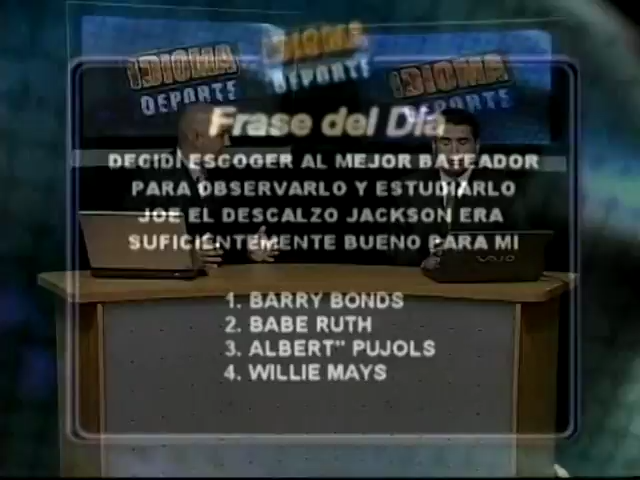 IDIOMA
DEPORTE
IDIOMA
DEPORTE
IDIOMA
DEPORTE
Frase del Día
DECIDÍ ESCOGER AL MEJOR BATEADOR
PARA OBSERVARLO Y ESTUDIARLO
JOE EL DESCALZO JACKSON ERA
SUFICIENTEMENTE BUENO PARA MI
VAIO
1. BARRY BONDS
2. BABE RUTH
3. ALBERT" PUJOLS
4. WILLIE MAYS